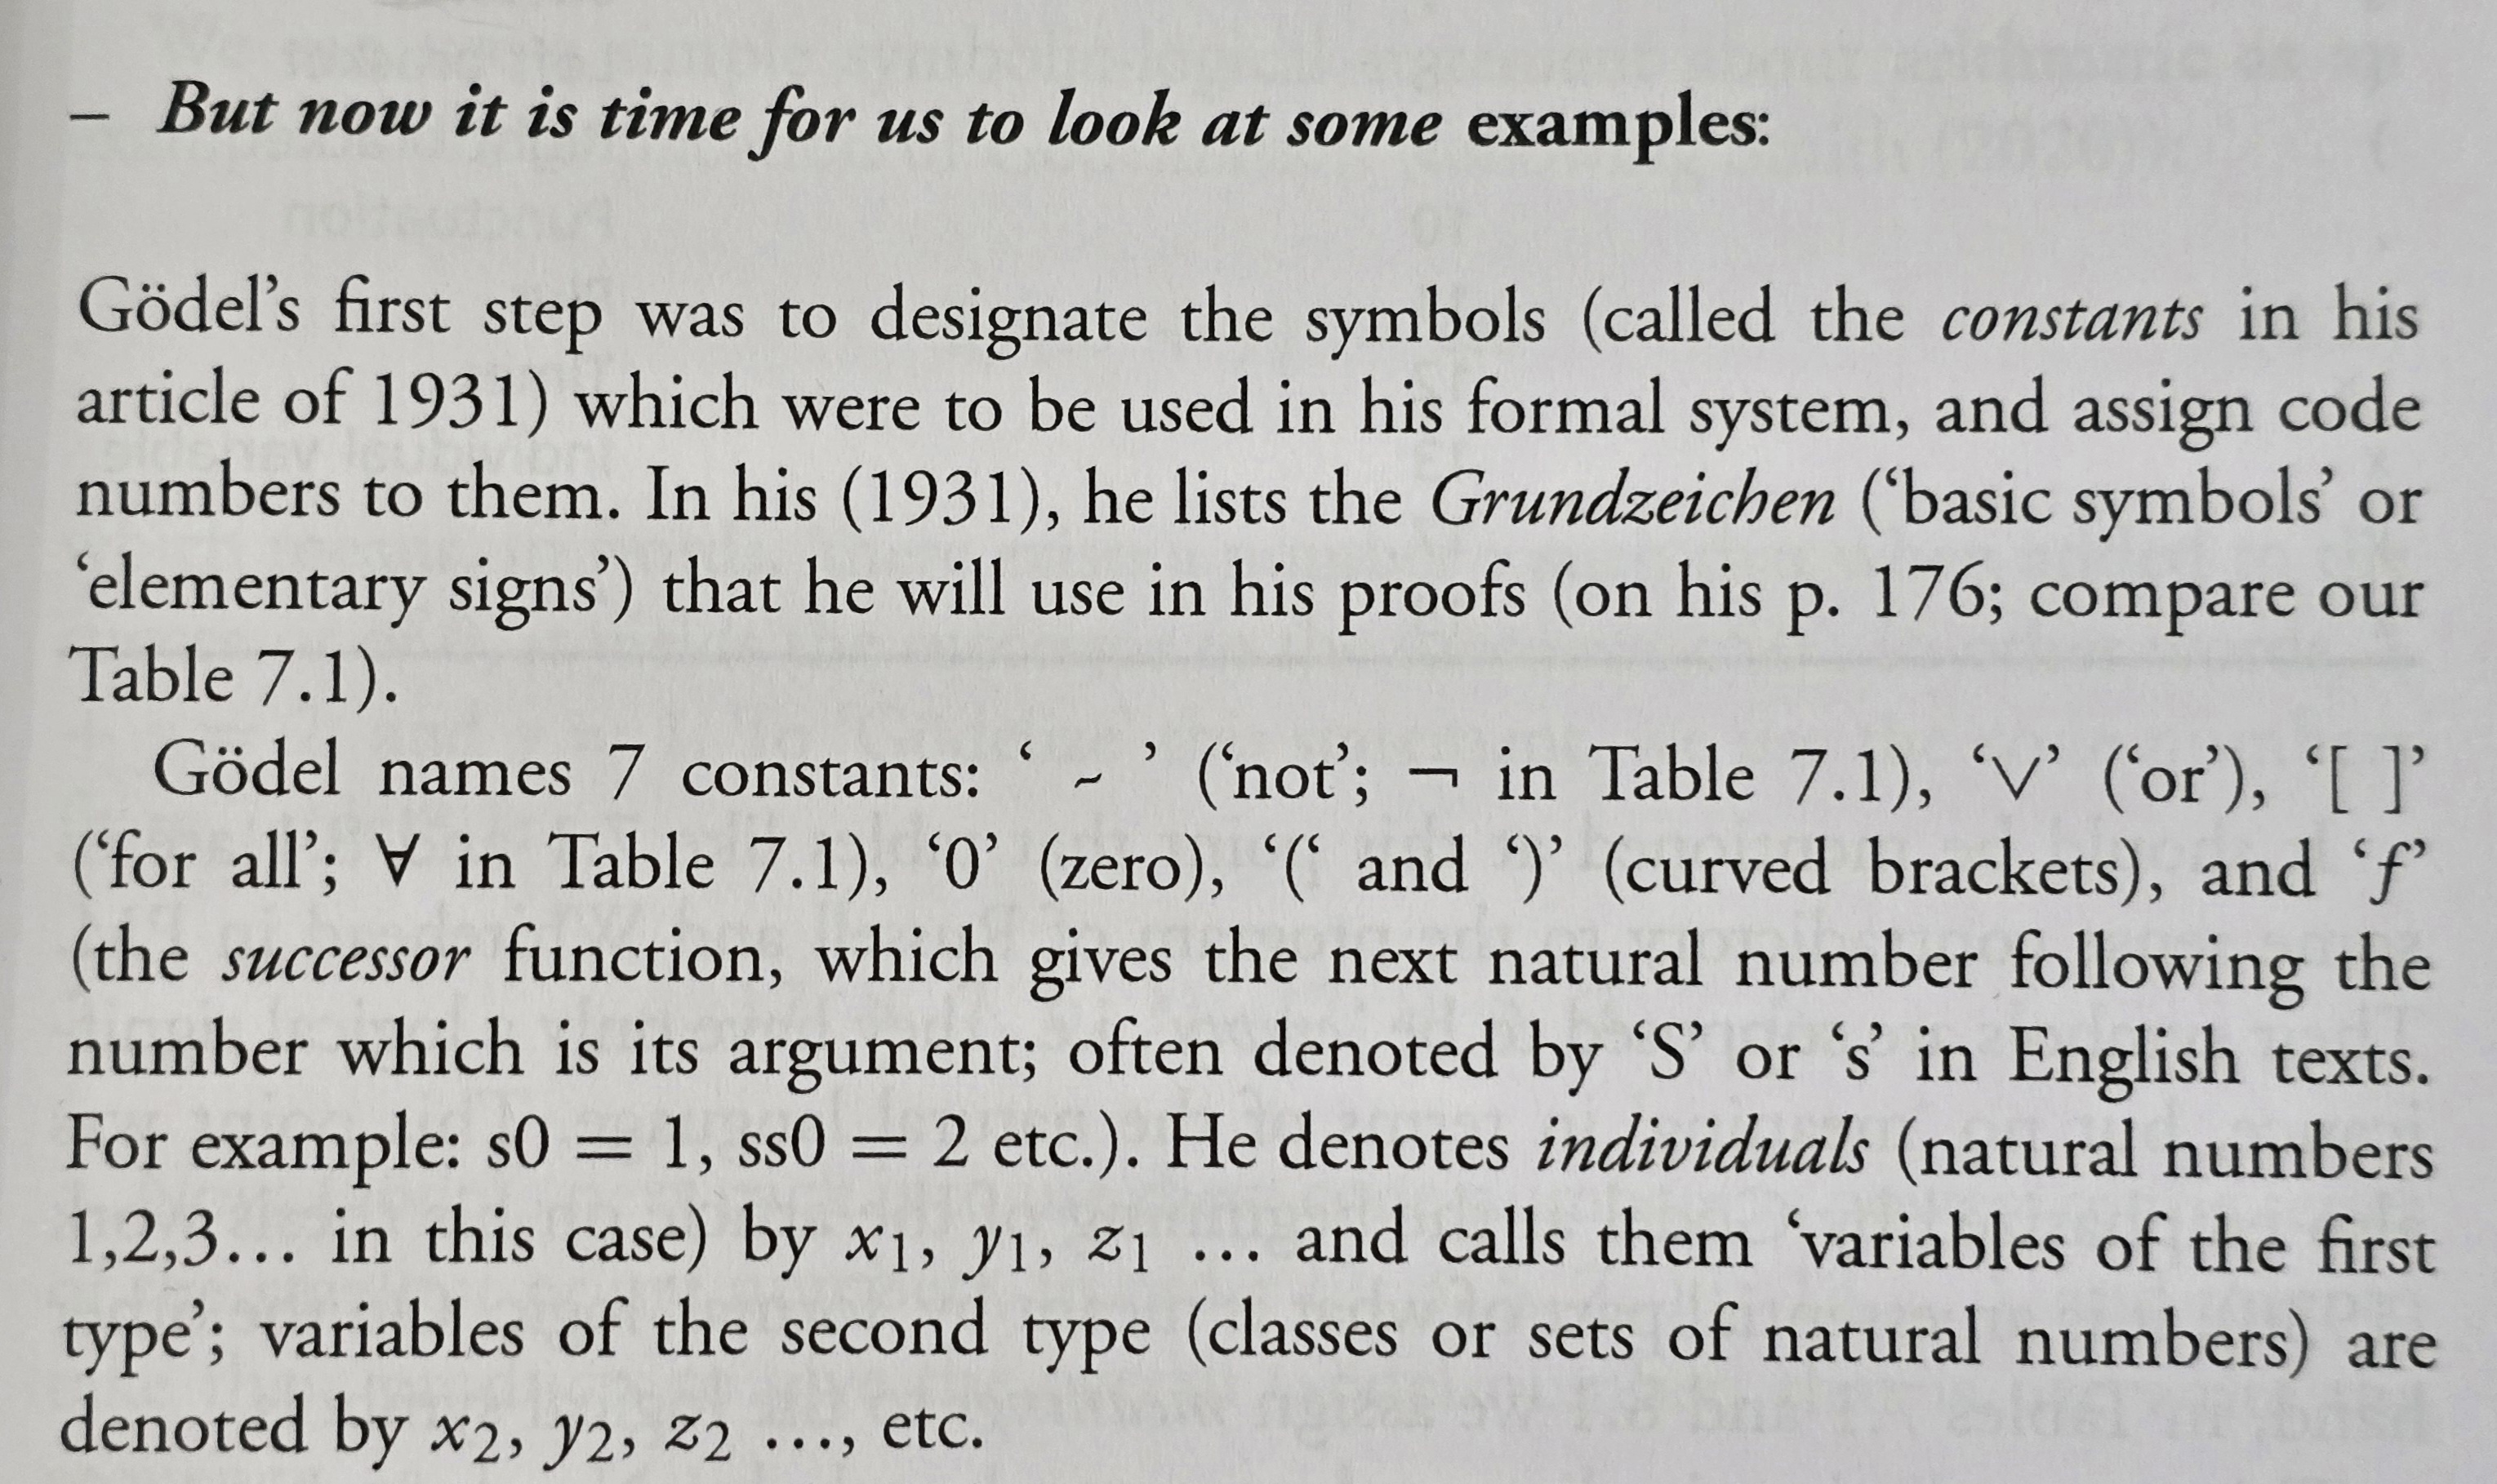 – But now it is time for us to look at some examples:
Gödel’s first step was to designate the symbols (called the constants in his
article of 1931) which were to be used in his formal system, and assign code
numbers to them. In his (1931), he lists the Grundzeichen (‘basic symbols’ or
‘elementary signs’) that he will use in his proofs (on his p. 176; compare our
Table 7.1).
Gödel names 7 constants: ‘ ~ ’ (‘not’; ¬ in Table 7.1), ‘∨’ (‘or’), ‘[ ]’
(‘for all’; ∀ in Table 7.1), ‘0’ (zero), ‘(‘ and ‘)’ (curved brackets), and ‘f’
(the successor function, which gives the next natural number following the
number which is its argument; often denoted by ‘S’ or ‘s’ in English texts.
For example: s0 = 1, ss0 = 2 etc.). He denotes individuals (natural numbers
1,2,3… in this case) by x₁, y₁, z₁ … and calls them ‘variables of the first
type’; variables of the second type (classes or sets of natural numbers) are
denoted by x₂, y₂, z₂ …, etc.